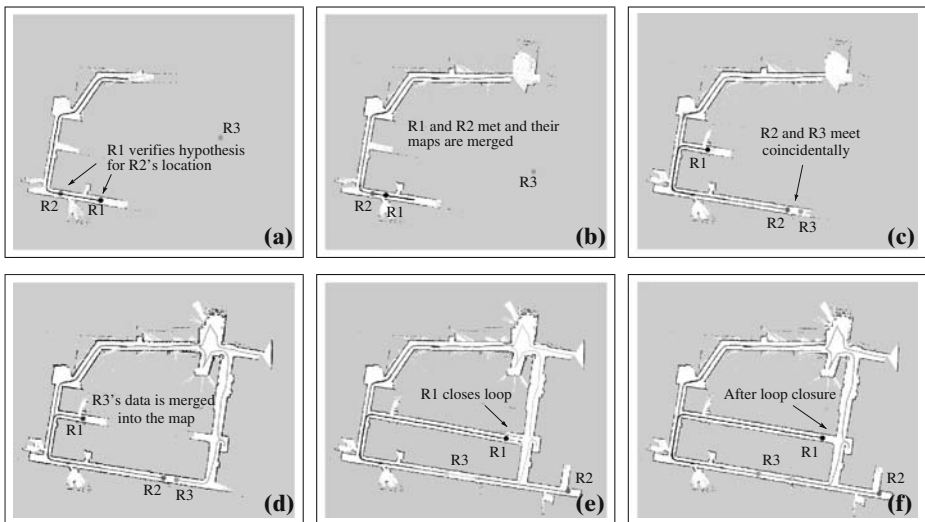 R3
R1 verifies hypothesis
for R2's location
R2
R1
(a)
R1 and R2 met and their
maps are merged
R3
R2
R1
(b)
R2 and R3 meet
coincidentally
R1
R2
R3
(c)
R3's data is merged
into the map
R1
R2
R3
(d)
R1 closes loop
R1
R3
R2
(e)
After loop closure
R1
R3
R2
(f)